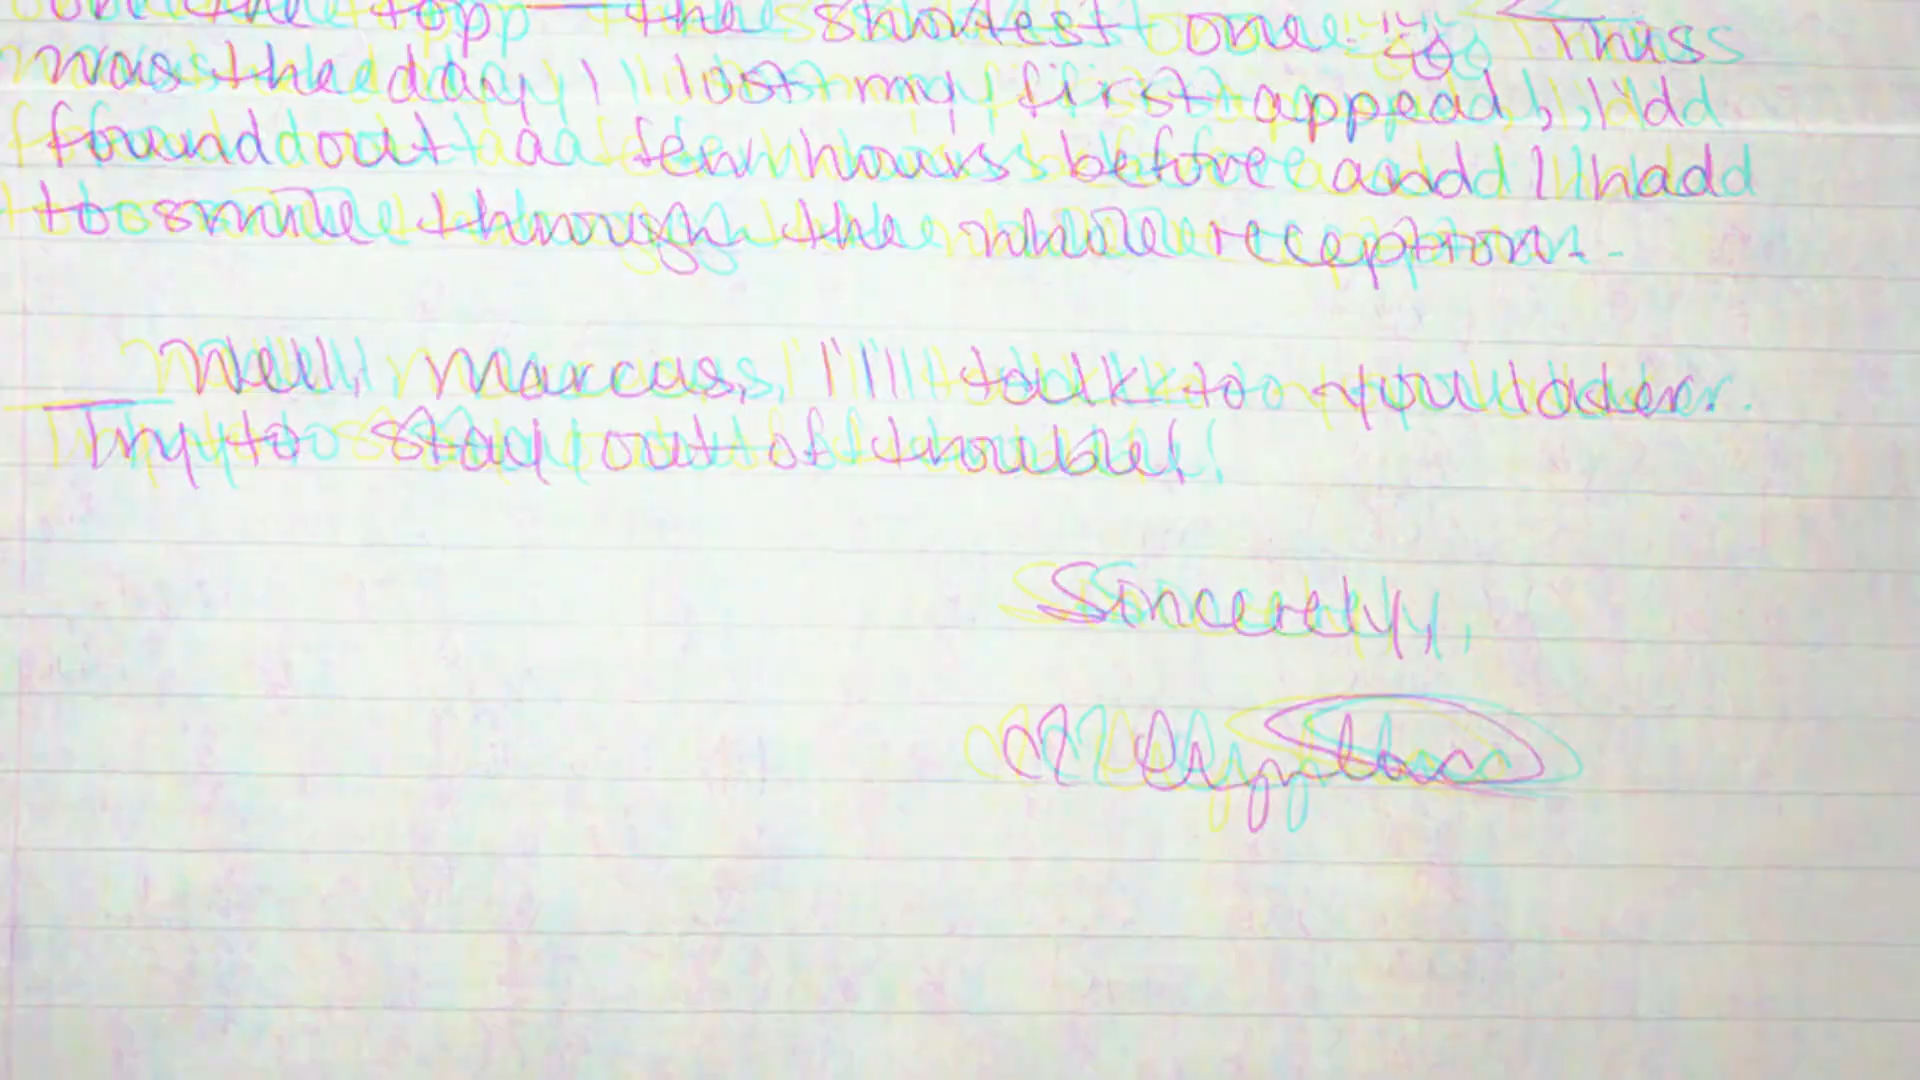 the top — the shortest one. This
was the day I lost my first appeal, I'd
found out a few hours before and I had
to smile through the whole reception.
Well, Marcus, I'll talk to you later.
Try to stay out of trouble!
Sincerely,